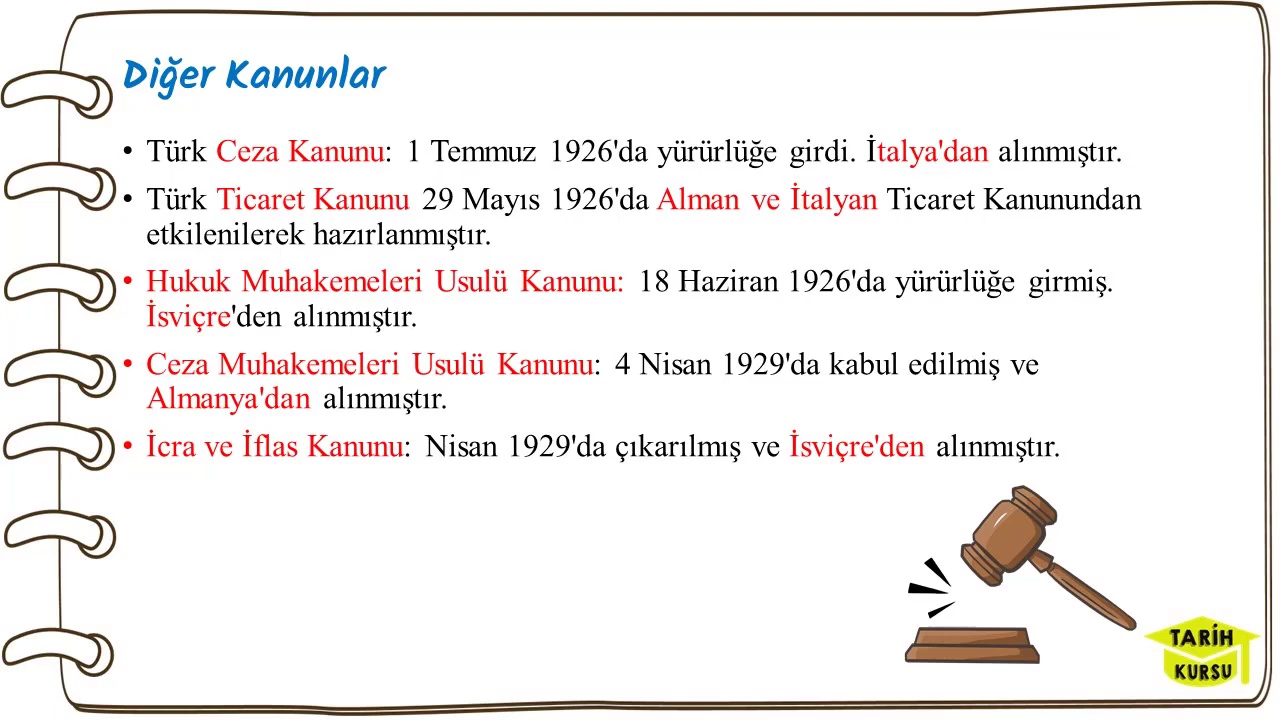 Diğer Kanunlar
• Türk Ceza Kanunu: 1 Temmuz 1926'da yürürlüğe girdi. İtalya'dan alınmıştır.
• Türk Ticaret Kanunu 29 Mayıs 1926'da Alman ve İtalyan Ticaret Kanunundan
etkilenilerek hazırlanmıştır.
• Hukuk Muhakemeleri Usulü Kanunu: 18 Haziran 1926'da yürürlüğe girmiş.
İsviçre'den alınmıştır.
• Ceza Muhakemeleri Usulü Kanunu: 4 Nisan 1929'da kabul edilmiş ve
Almanya'dan alınmıştır.
• İcra ve İflas Kanunu: Nisan 1929'da çıkarılmış ve İsviçre'den alınmıştır.
TARİH
KURSU